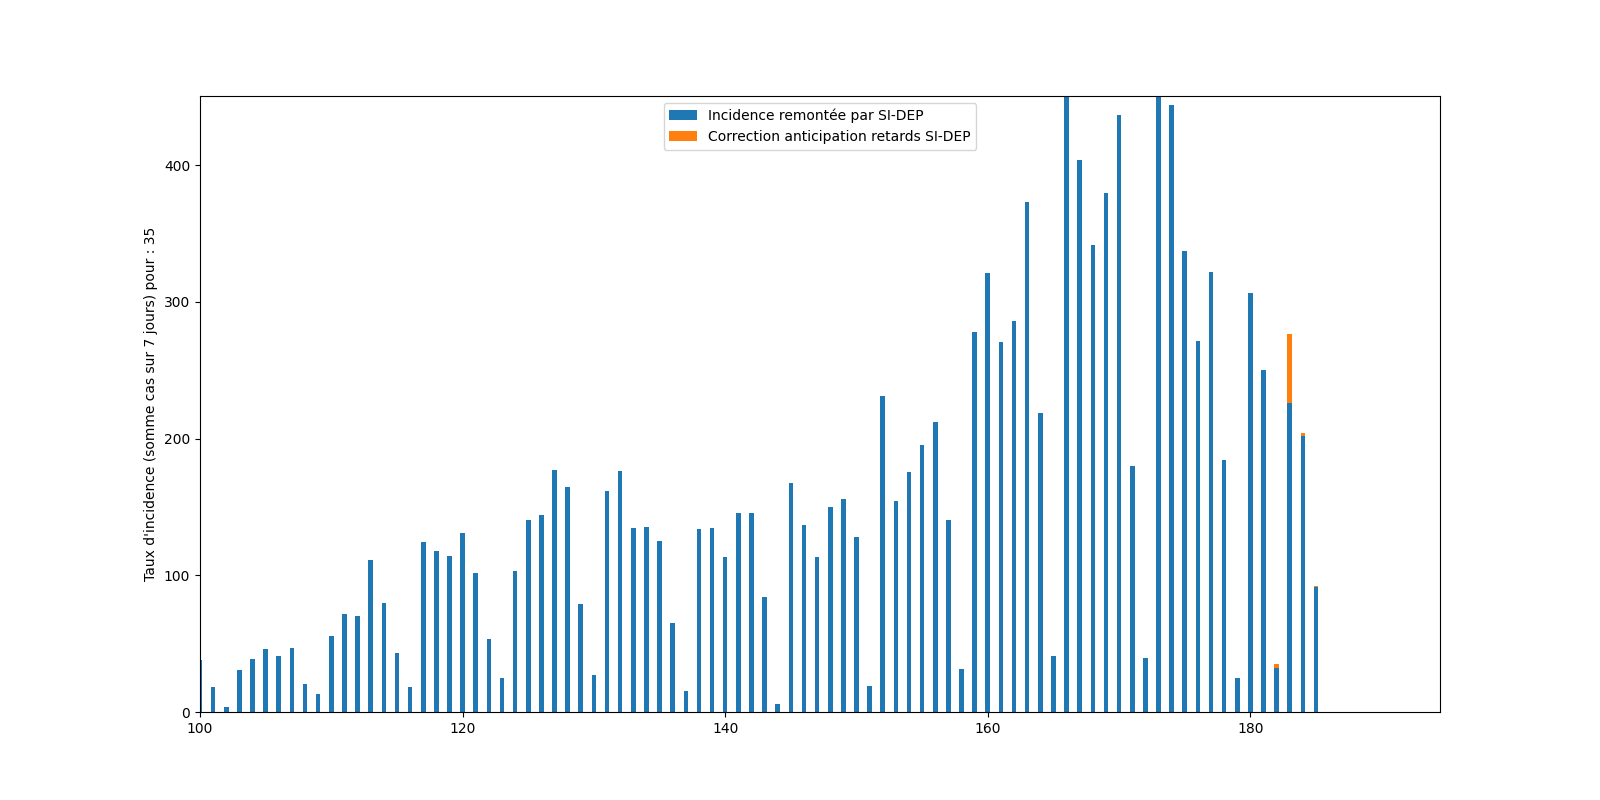 Incidence remontée par SI-DEP
Correction anticipation retards SI-DEP
Taux d'incidence (somme cas sur 7 jours) pour : 35
400
300
200
100
0
100 120 140 160 180